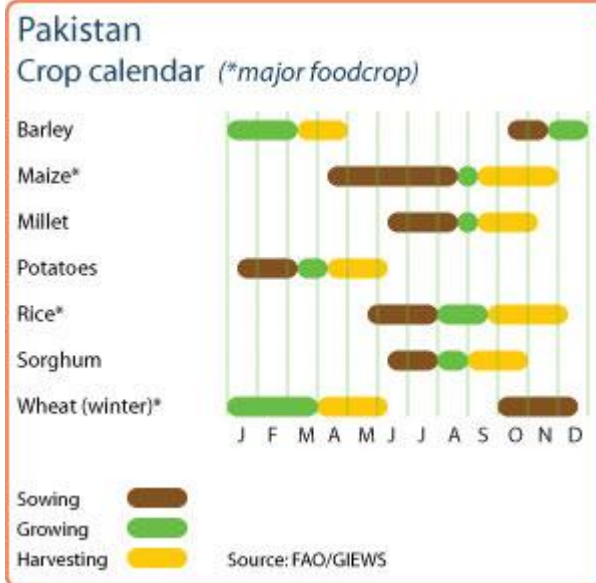 Pakistan
Crop calendar (*major foodcrop)
Barley
Maize*
Millet
Potatoes
Rice*
Sorghum
Wheat (winter)*
J F M A M J J A S O N D
Sowing
Growing
Harvesting
Source: FAO/GIEWS